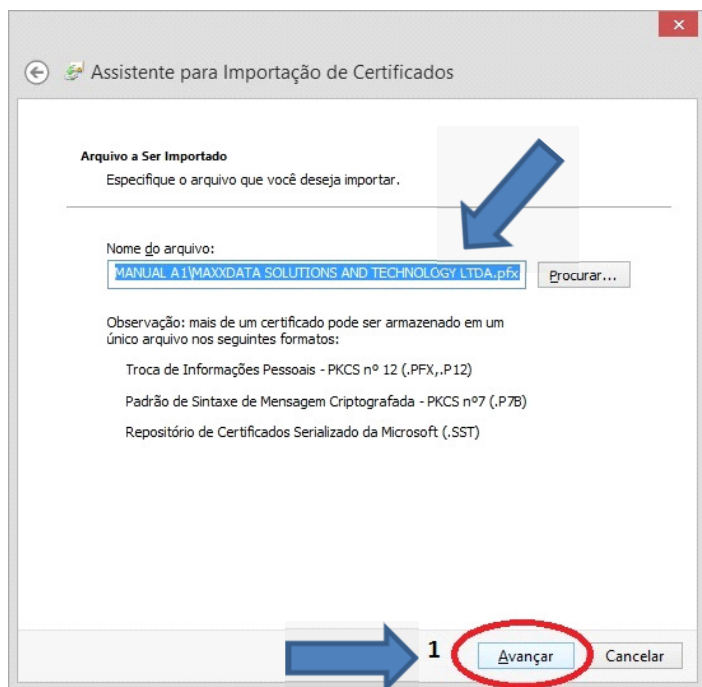 Assistente para Importação de Certificados
Arquivo a Ser Importado
Especifique o arquivo que você deseja importar.
Nome do arquivo:
MANUAL A1\MAXXDATA SOLUTIONS AND TECHNOLOGY LTDA.pfx
Procurar...
Observação: mais de um certificado pode ser armazenado em um
único arquivo nos seguintes formatos:
Troca de Informações Pessoais - PKCS nº 12 (.PFX,.P12)
Padrão de Sintaxe de Mensagem Criptografada - PKCS nº7 (.P7B)
Repositório de Certificados Serializado da Microsoft (.SST)
1 Avançar Cancelar